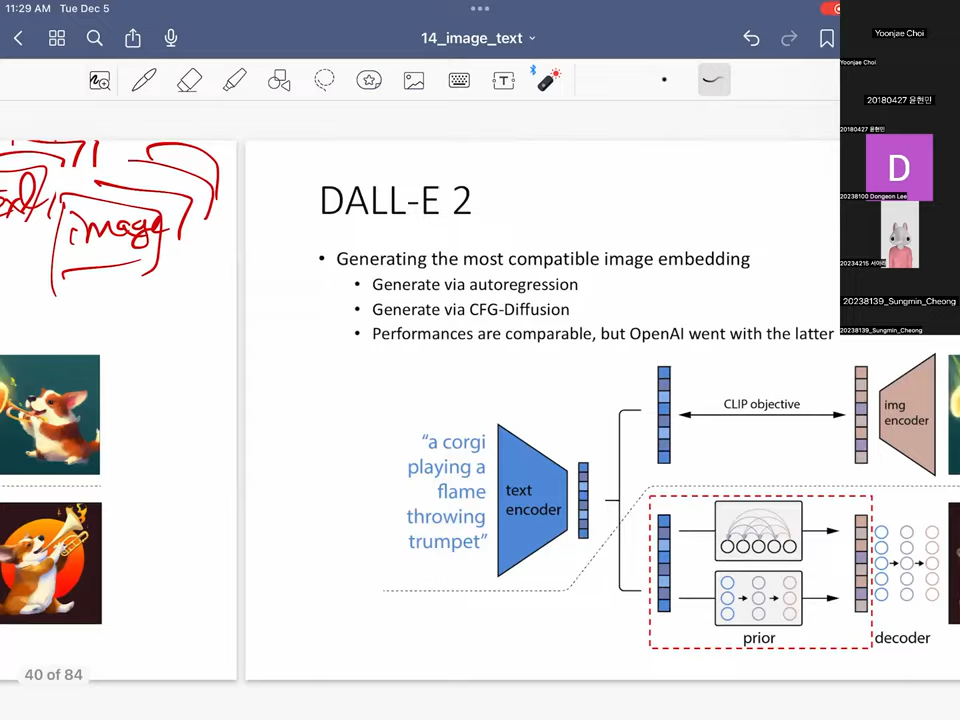 11:29 AM Tue Dec 5
14_image_text
T
image
DALL-E 2
• Generating the most compatible image embedding
• Generate via autoregression
• Generate via CFG-Diffusion
• Performances are comparable, but OpenAI went with the latter
CLIP objective
img
encoder
"a corgi
playing a
flame
throwing
trumpet"
text
encoder
prior
decoder
40 of 84
Yoonjae Choi
Yoonjae Choi
20180427 윤현민
20180427 윤현민
D
20238100 Dongeon Lee
20234215 서아라
20238139_Sungmin_Cheong
20238139_Sungmin_Cheong